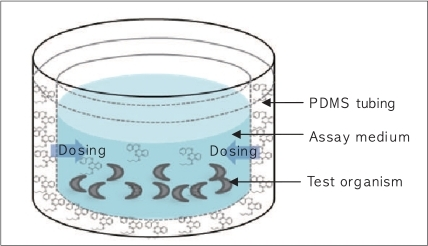 PDMS tubing
Assay medium
Dosing Dosing
Test organism